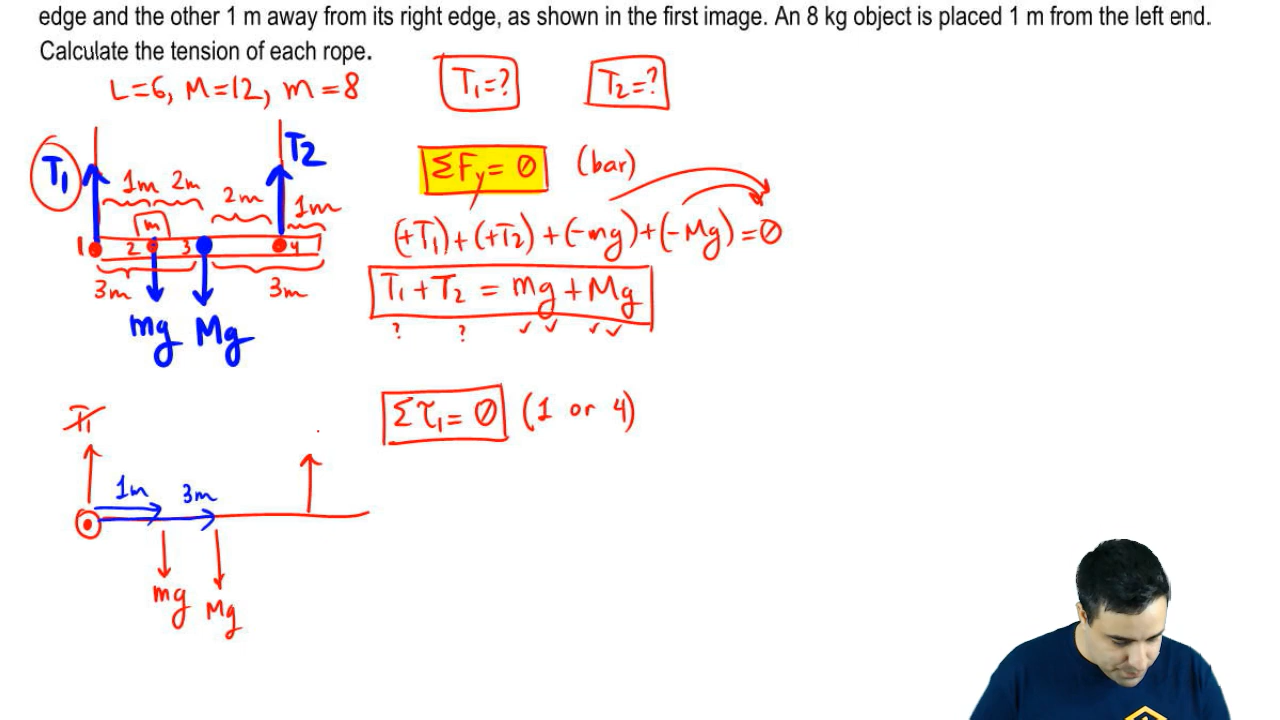 edge and the other 1 m away from its right edge, as shown in the first image. An 8 kg object is placed 1 m from the left end.
Calculate the tension of each rope.
L=6, M=12, m=8
T₁=?
T₂=?
T₁
T₂
1m 2m
2m
1m
m
1 2 3 4
3m
3m
mg
Mg
ΣFy = 0 (bar)
(+T₁)+(+T₂)+(-mg)+(-Mg)=0
T₁+T₂ = mg+Mg
? ? ✓ ✓ ✓✓
Στ₁ = 0 (1 or 4)
T₁
1m
3m
mg
Mg